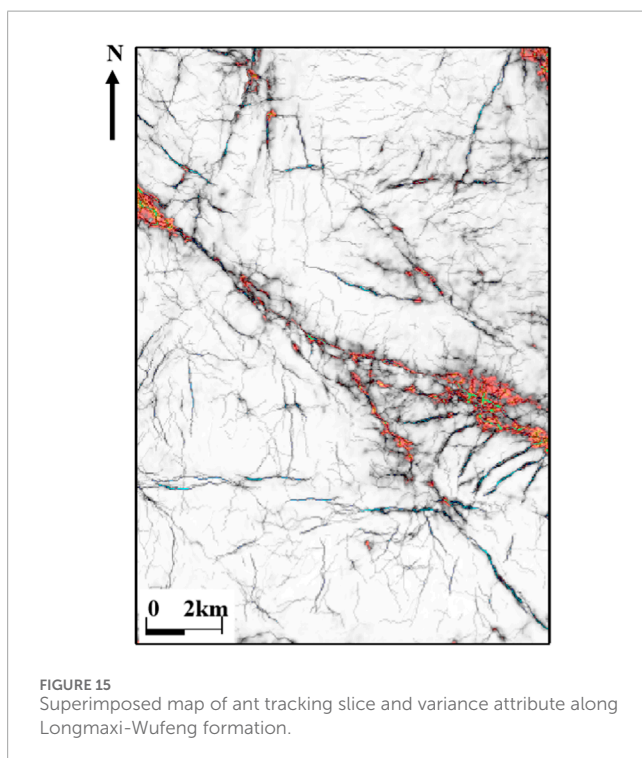 N
0 2km
FIGURE 15
Superimposed map of ant tracking slice and variance attribute along
Longmaxi-Wufeng formation.